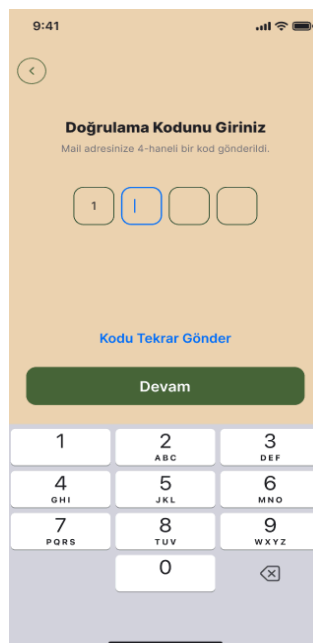 9:41
Doğrulama Kodunu Giriniz
Mail adresinize 4-haneli bir kod gönderildi.
1
Kodu Tekrar Gönder
Devam
1 2 3
ABC DEF
4 5 6
GHI JKL MNO
7 8 9
PQRS TUV WXYZ
0